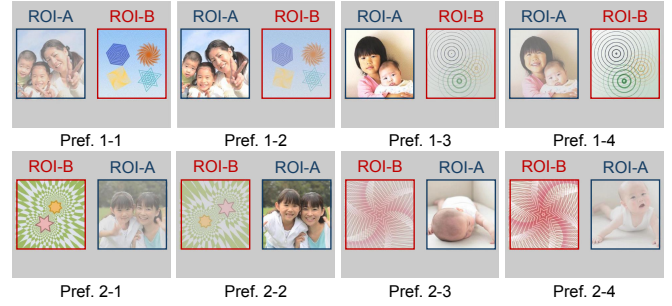 ROI-A ROI-B ROI-A ROI-B ROI-A ROI-B ROI-A ROI-B
Pref. 1-1 Pref. 1-2 Pref. 1-3 Pref. 1-4
ROI-B ROI-A ROI-B ROI-A ROI-B ROI-A ROI-B ROI-A
Pref. 2-1 Pref. 2-2 Pref. 2-3 Pref. 2-4